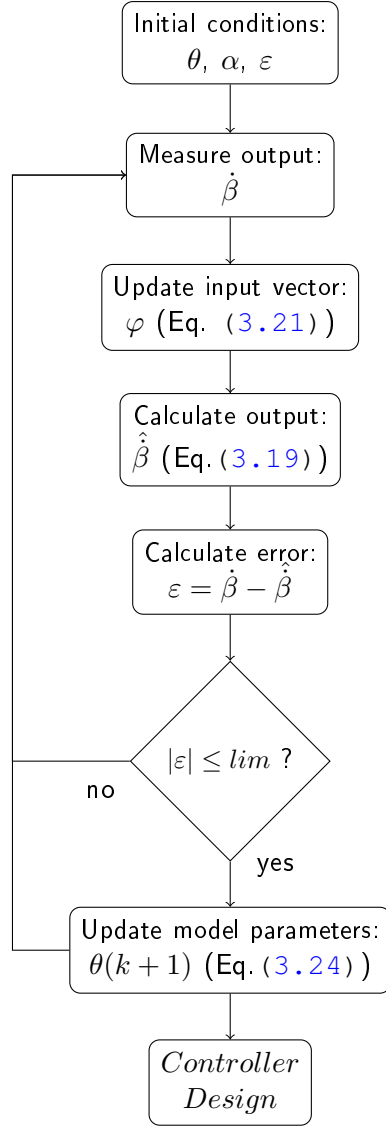 Initial conditions:
θ, α, ε
Measure output:
β̇
Update input vector:
φ (Eq. (3.21))
Calculate output:
β̇̂ (Eq.(3.19))
Calculate error:
ε = β̇ − β̇̂
|ε| ≤ lim ?
no
yes
Update model parameters:
θ(k + 1) (Eq.(3.24))
Controller
Design